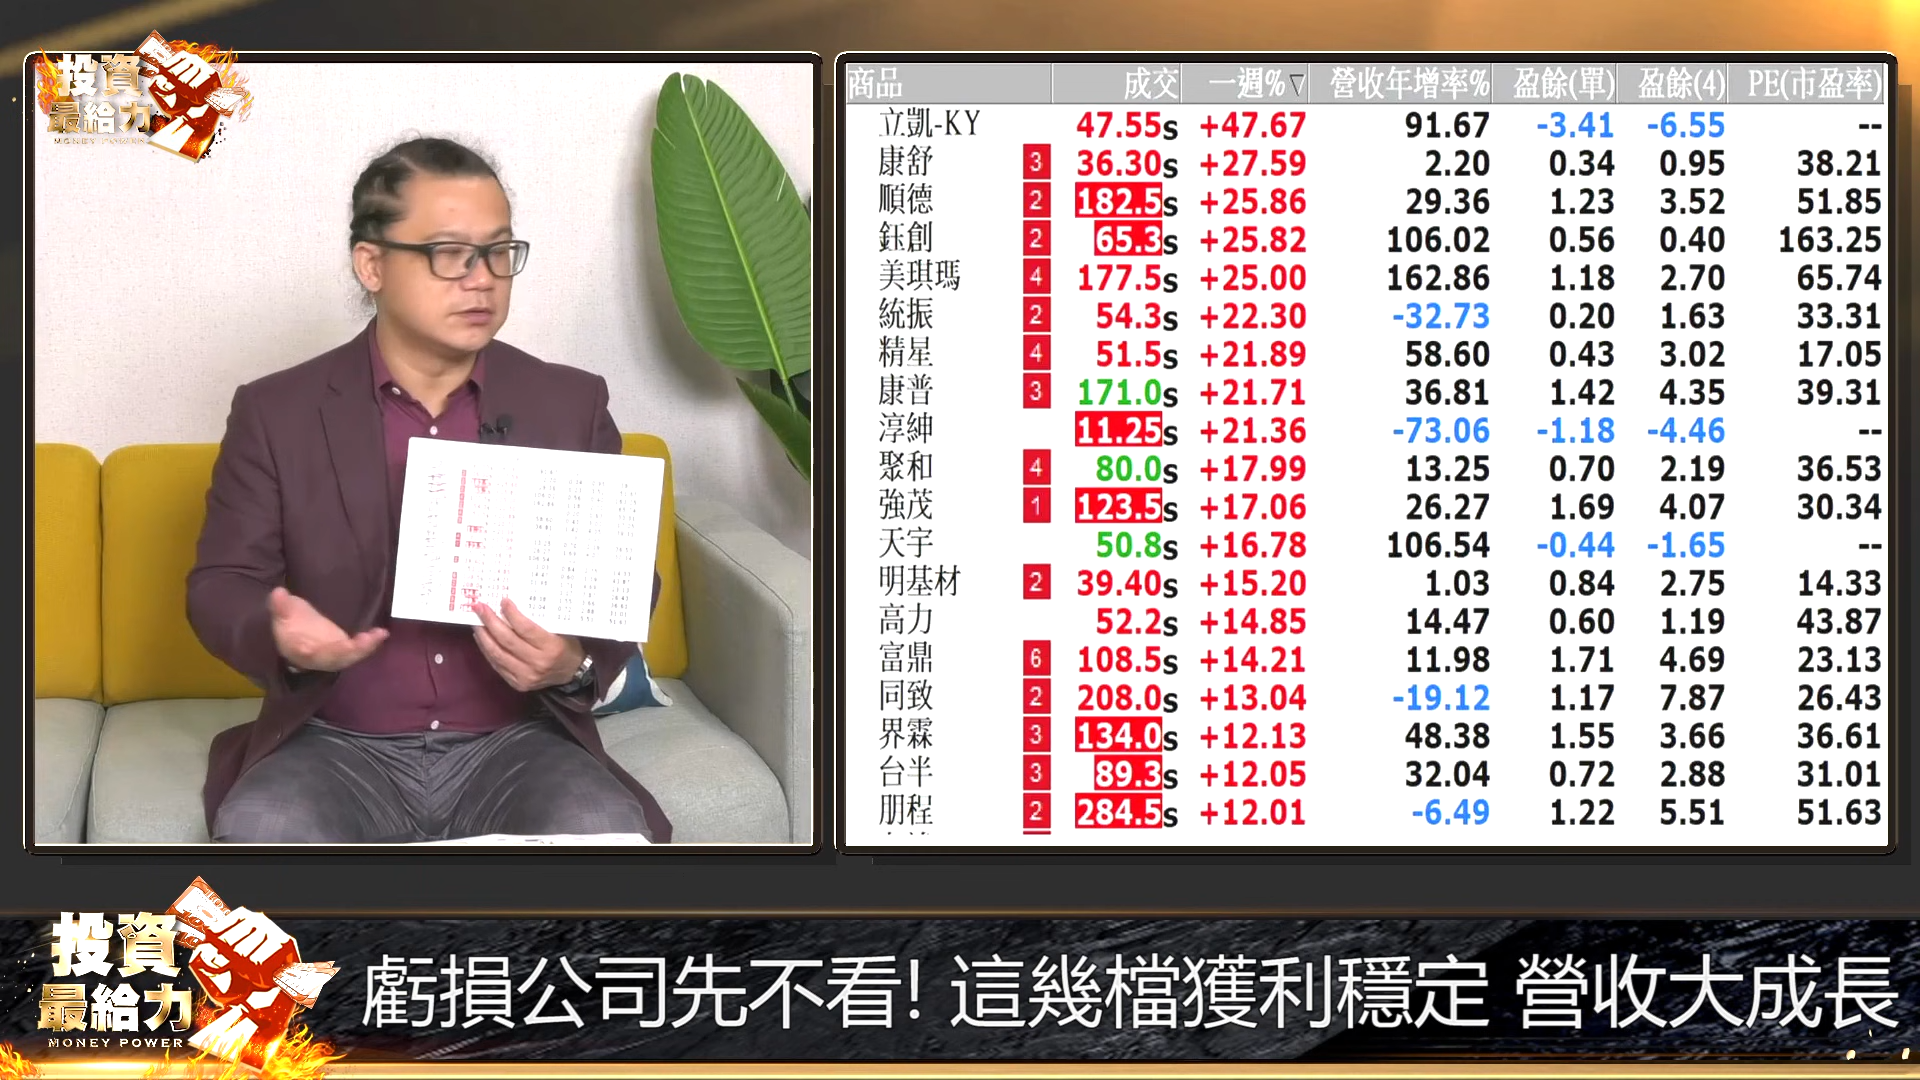 投資
最給力
MONEY POWER
商品 成交 一週%▽ 營收年增率% 盈餘(單) 盈餘(4) PE(市盈率)
立凱-KY 47.55s +47.67 91.67 -3.41 -6.55 --
康舒 3 36.30s +27.59 2.20 0.34 0.95 38.21
順德 2 182.5s +25.86 29.36 1.23 3.52 51.85
鈺創 2 65.3s +25.82 106.02 0.56 0.40 163.25
美琪瑪 4 177.5s +25.00 162.86 1.18 2.70 65.74
統振 2 54.3s +22.30 -32.73 0.20 1.63 33.31
精星 4 51.5s +21.89 58.60 0.43 3.02 17.05
康普 3 171.0s +21.71 36.81 1.42 4.35 39.31
淳紳 11.25s +21.36 -73.06 -1.18 -4.46 --
聚和 4 80.0s +17.99 13.25 0.70 2.19 36.53
強茂 1 123.5s +17.06 26.27 1.69 4.07 30.34
天宇 50.8s +16.78 106.54 -0.44 -1.65 --
明基材 2 39.40s +15.20 1.03 0.84 2.75 14.33
高力 52.2s +14.85 14.47 0.60 1.19 43.87
富鼎 6 108.5s +14.21 11.98 1.71 4.69 23.13
同致 2 208.0s +13.04 -19.12 1.17 7.87 26.43
界霖 3 134.0s +12.13 48.38 1.55 3.66 36.61
台半 3 89.3s +12.05 32.04 0.72 2.88 31.01
朋程 2 284.5s +12.01 -6.49 1.22 5.51 51.63
投資
最給力
MONEY POWER
虧損公司先不看! 這幾檔獲利穩定 營收大成長